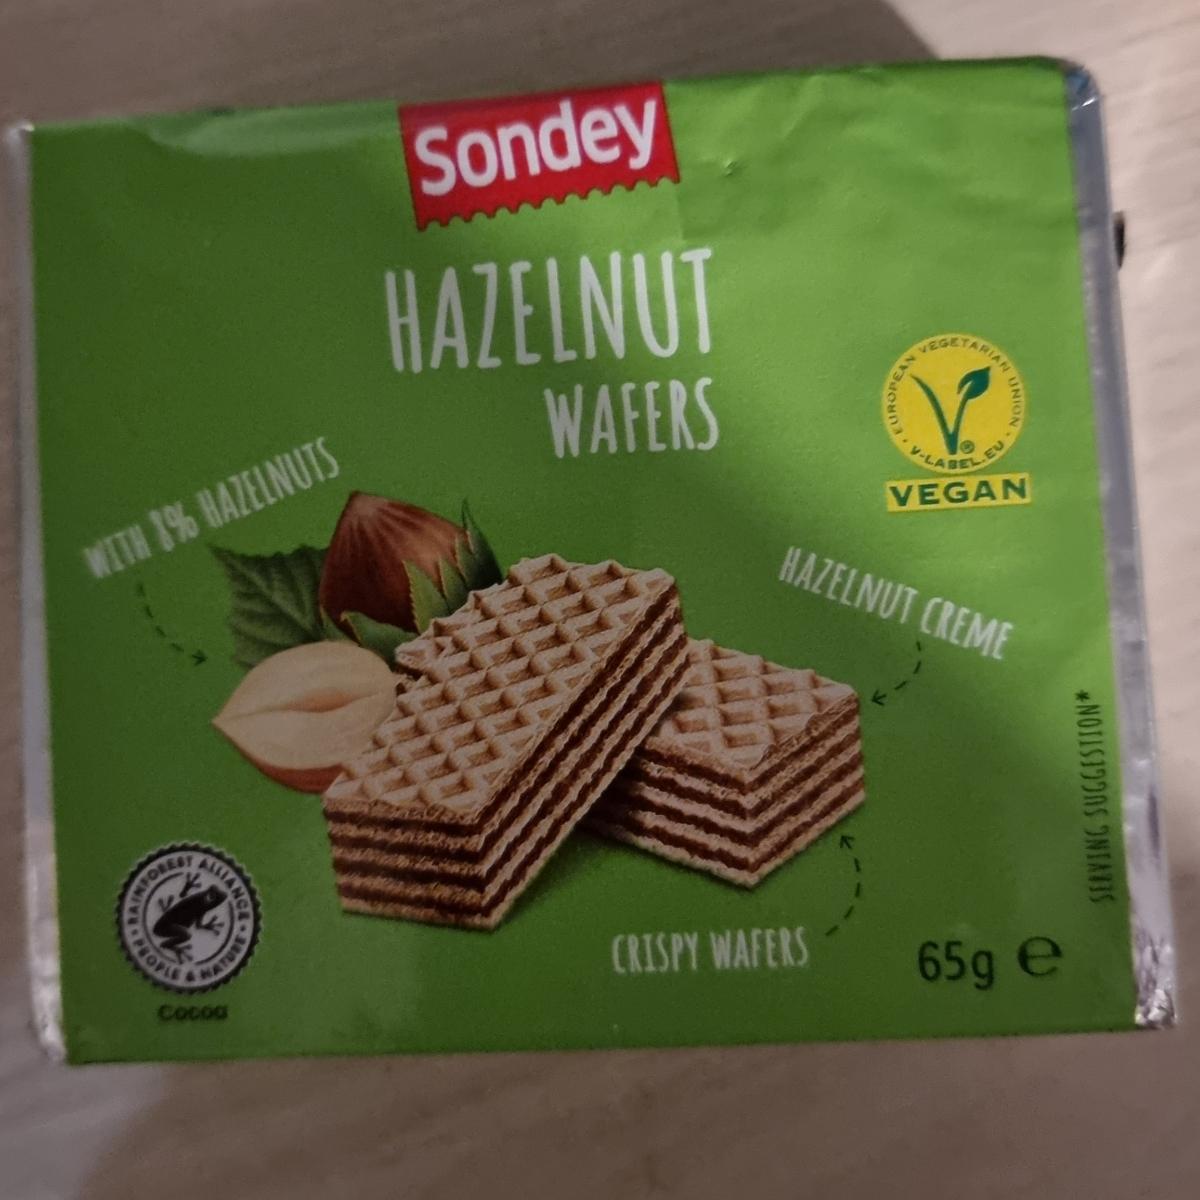 Sondey
HAZELNUT
WAFERS
EUROPEAN VEGETARIAN UNION
V-LABEL.EU
VEGAN
WITH 8% HAZELNUTS
HAZELNUT CREME
SERVING SUGGESTION*
RAINFOREST ALLIANCE
PEOPLE & NATURE
COCOA
CRISPY WAFERS
65g ℮